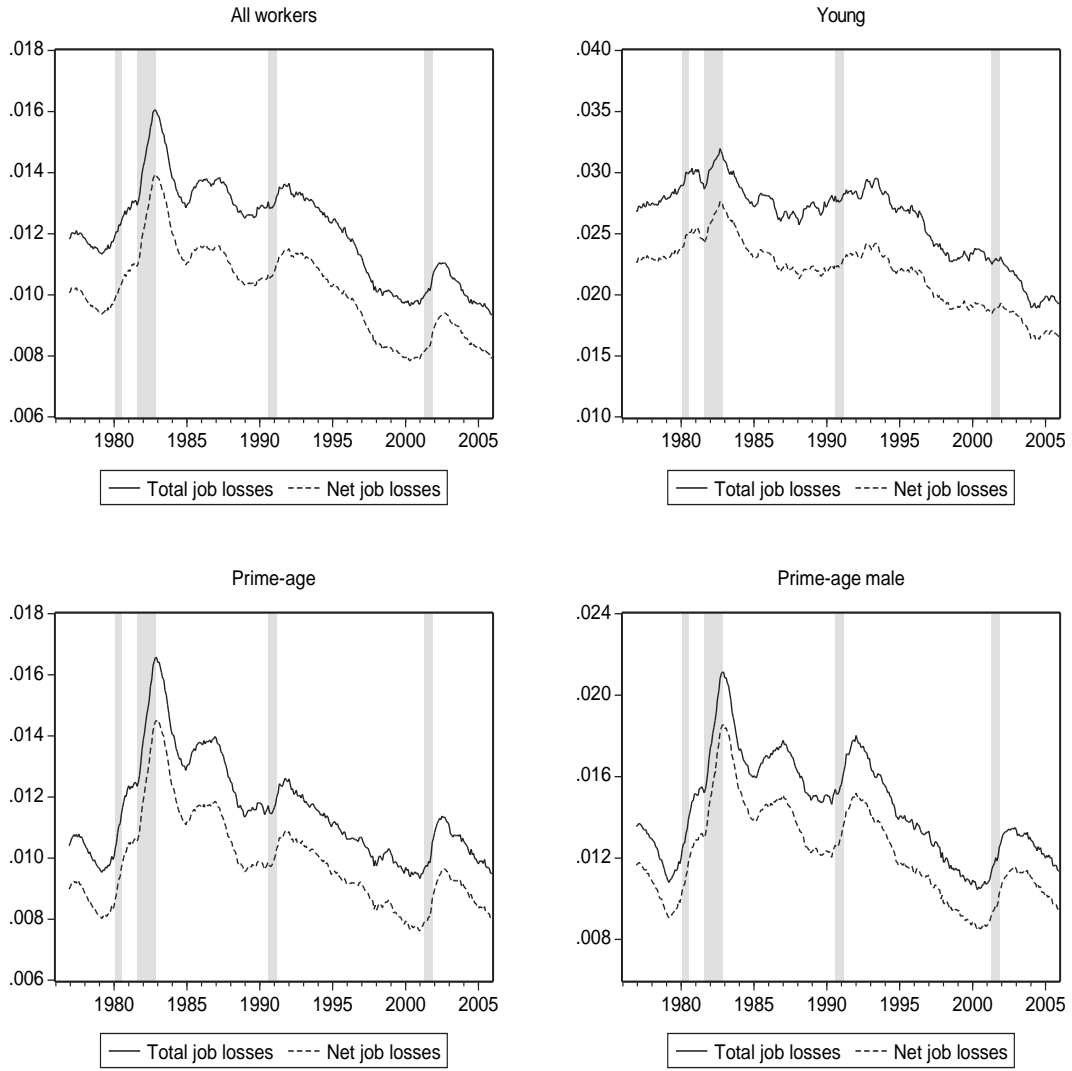 All workers
.018
.016
.014
.012
.010
.008
.006
1980 1985 1990 1995 2000 2005
Total job losses Net job losses
Young
.040
.035
.030
.025
.020
.015
.010
1980 1985 1990 1995 2000 2005
Total job losses Net job losses
Prime-age
.018
.016
.014
.012
.010
.008
.006
1980 1985 1990 1995 2000 2005
Total job losses Net job losses
Prime-age male
.024
.020
.016
.012
.008
1980 1985 1990 1995 2000 2005
Total job losses Net job losses